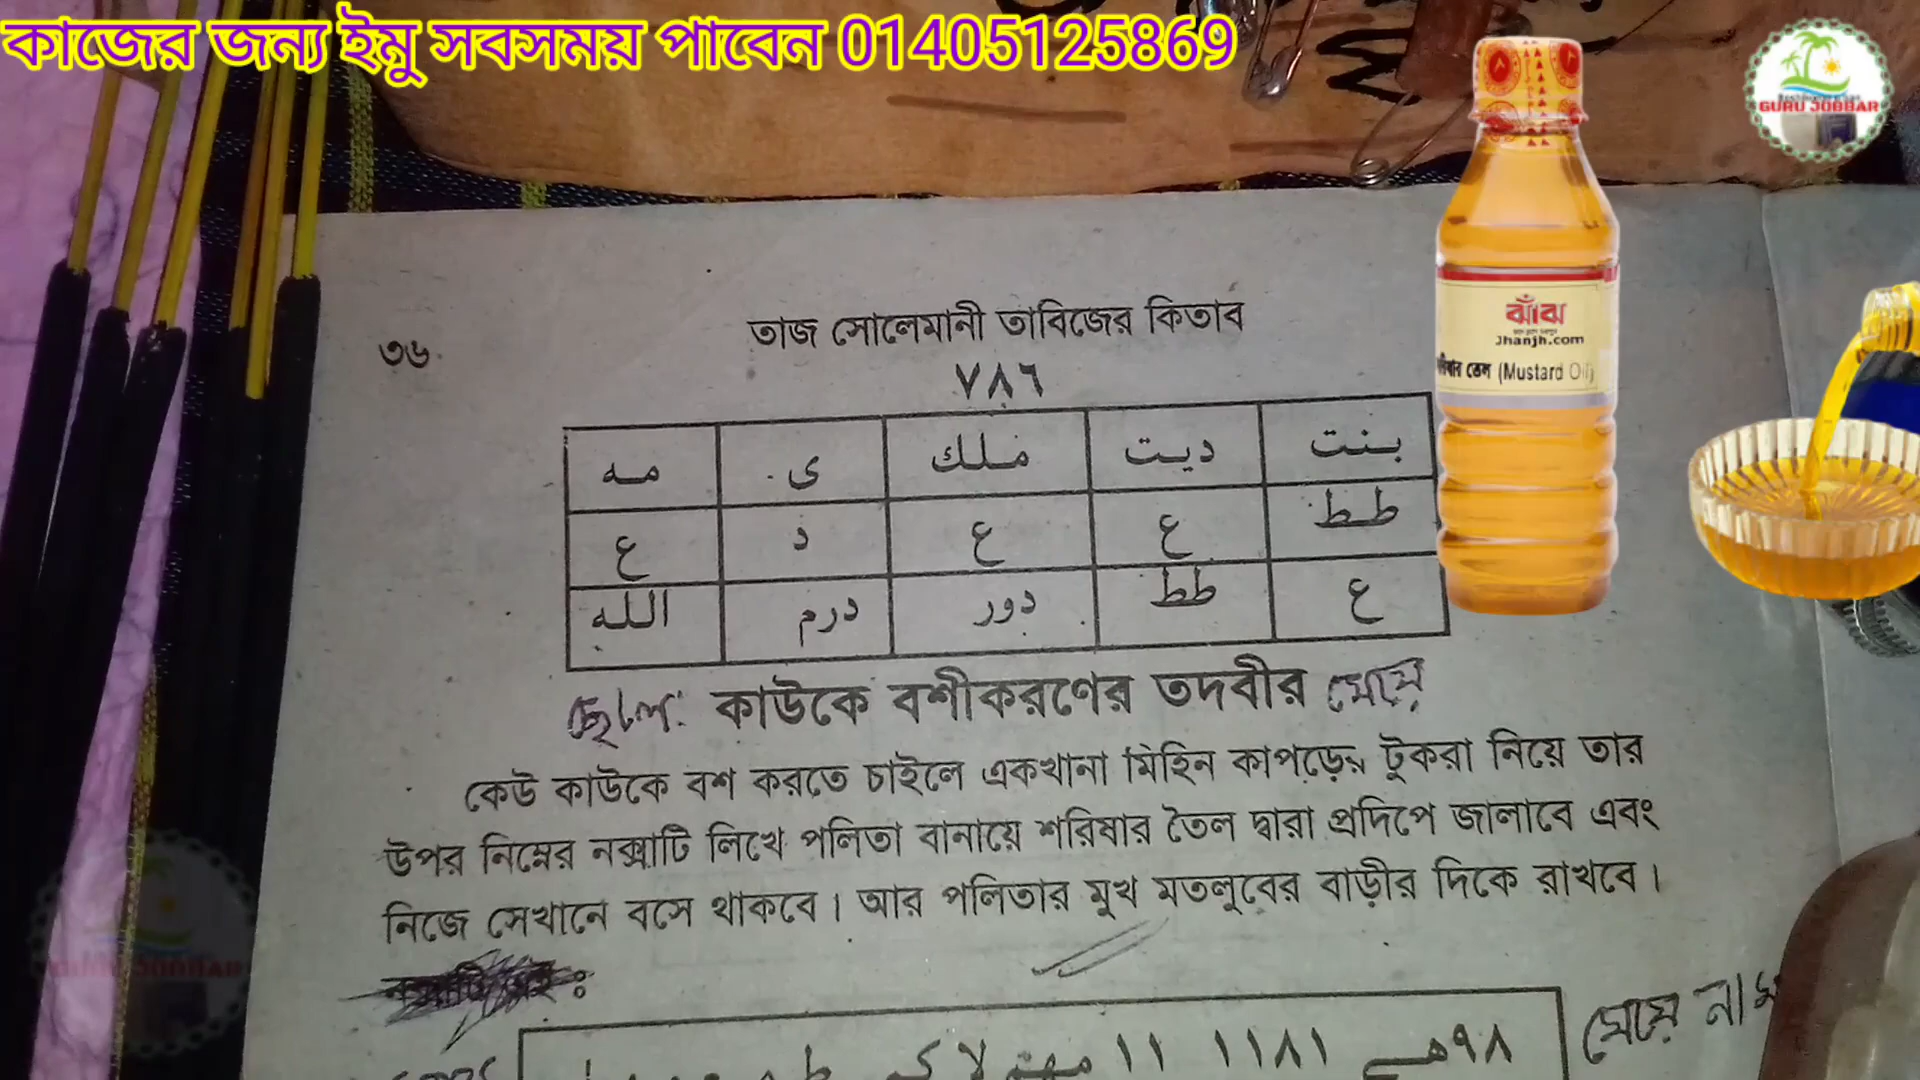 কাজের জন্য ইমু সবসময় পাবেন 01405125869
GURU JOBBAR
ঝাঁঝ
Jhanjh.com
তেল (Mustard Oil)
৩৬
তাজ সোলেমানী তাবিজের কিতাব
٧٨٦
بنت دیت ملك ی مه
طط ع ع د ع
ع طط دور درم الله
ছেলে কাউকে বশীকরণের তদবীর মেয়ে
কেউ কাউকে বশ করতে চাইলে একখানা মিহিন কাপড়ের টুকরা নিয়ে তার
উপর নিম্নের নক্সাটি লিখে পলিতা বানায়ে শরিষার তৈল দ্বারা প্রদিপে জালাবে এবং
নিজে সেখানে বসে থাকবে। আর পলিতার মুখ মতলুবের বাড়ীর দিকে রাখবে।
মেয়ে নাম